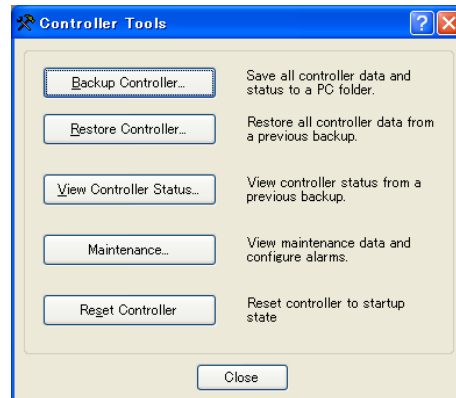 Controller Tools
Backup Controller...
Save all controller data and
status to a PC folder.
Restore Controller...
Restore all controller data from
a previous backup.
View Controller Status...
View controller status from a
previous backup.
Maintenance...
View maintenance data and
configure alarms.
Reset Controller
Reset controller to startup
state
Close